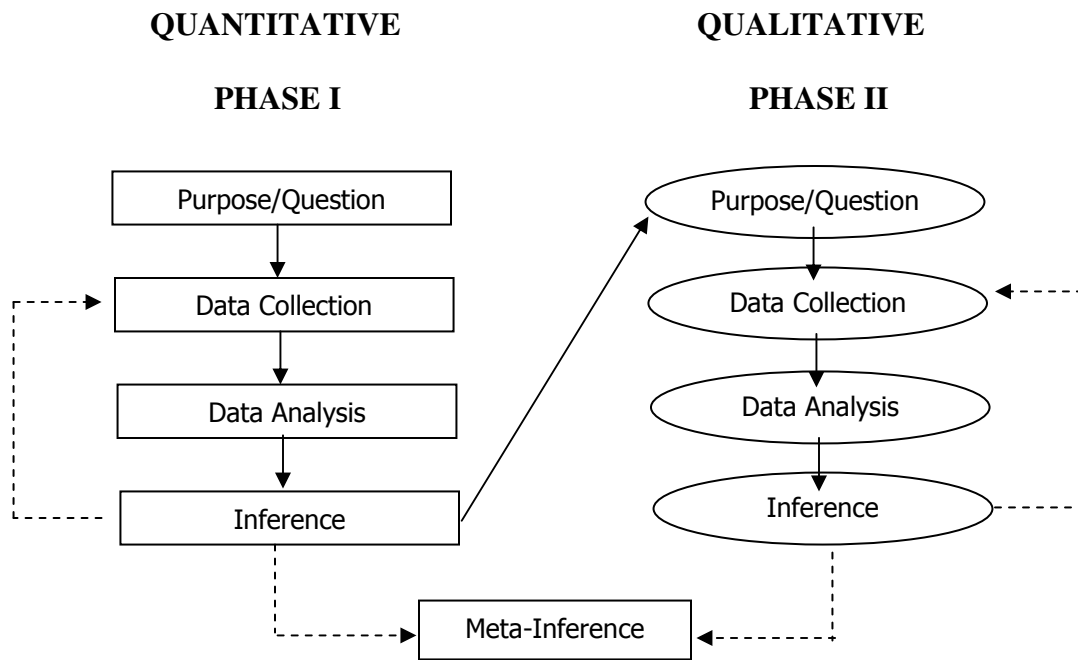 QUANTITATIVE
PHASE I
Purpose/Question
Data Collection
Data Analysis
Inference
QUALITATIVE
PHASE II
Purpose/Question
Data Collection
Data Analysis
Inference
Meta-Inference